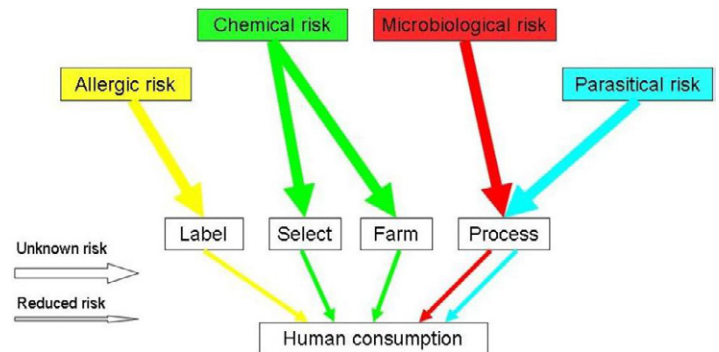 Chemical risk
Microbiological risk
Allergic risk
Parasitical risk
Label
Select
Farm
Process
Unknown risk
Reduced risk
Human consumption